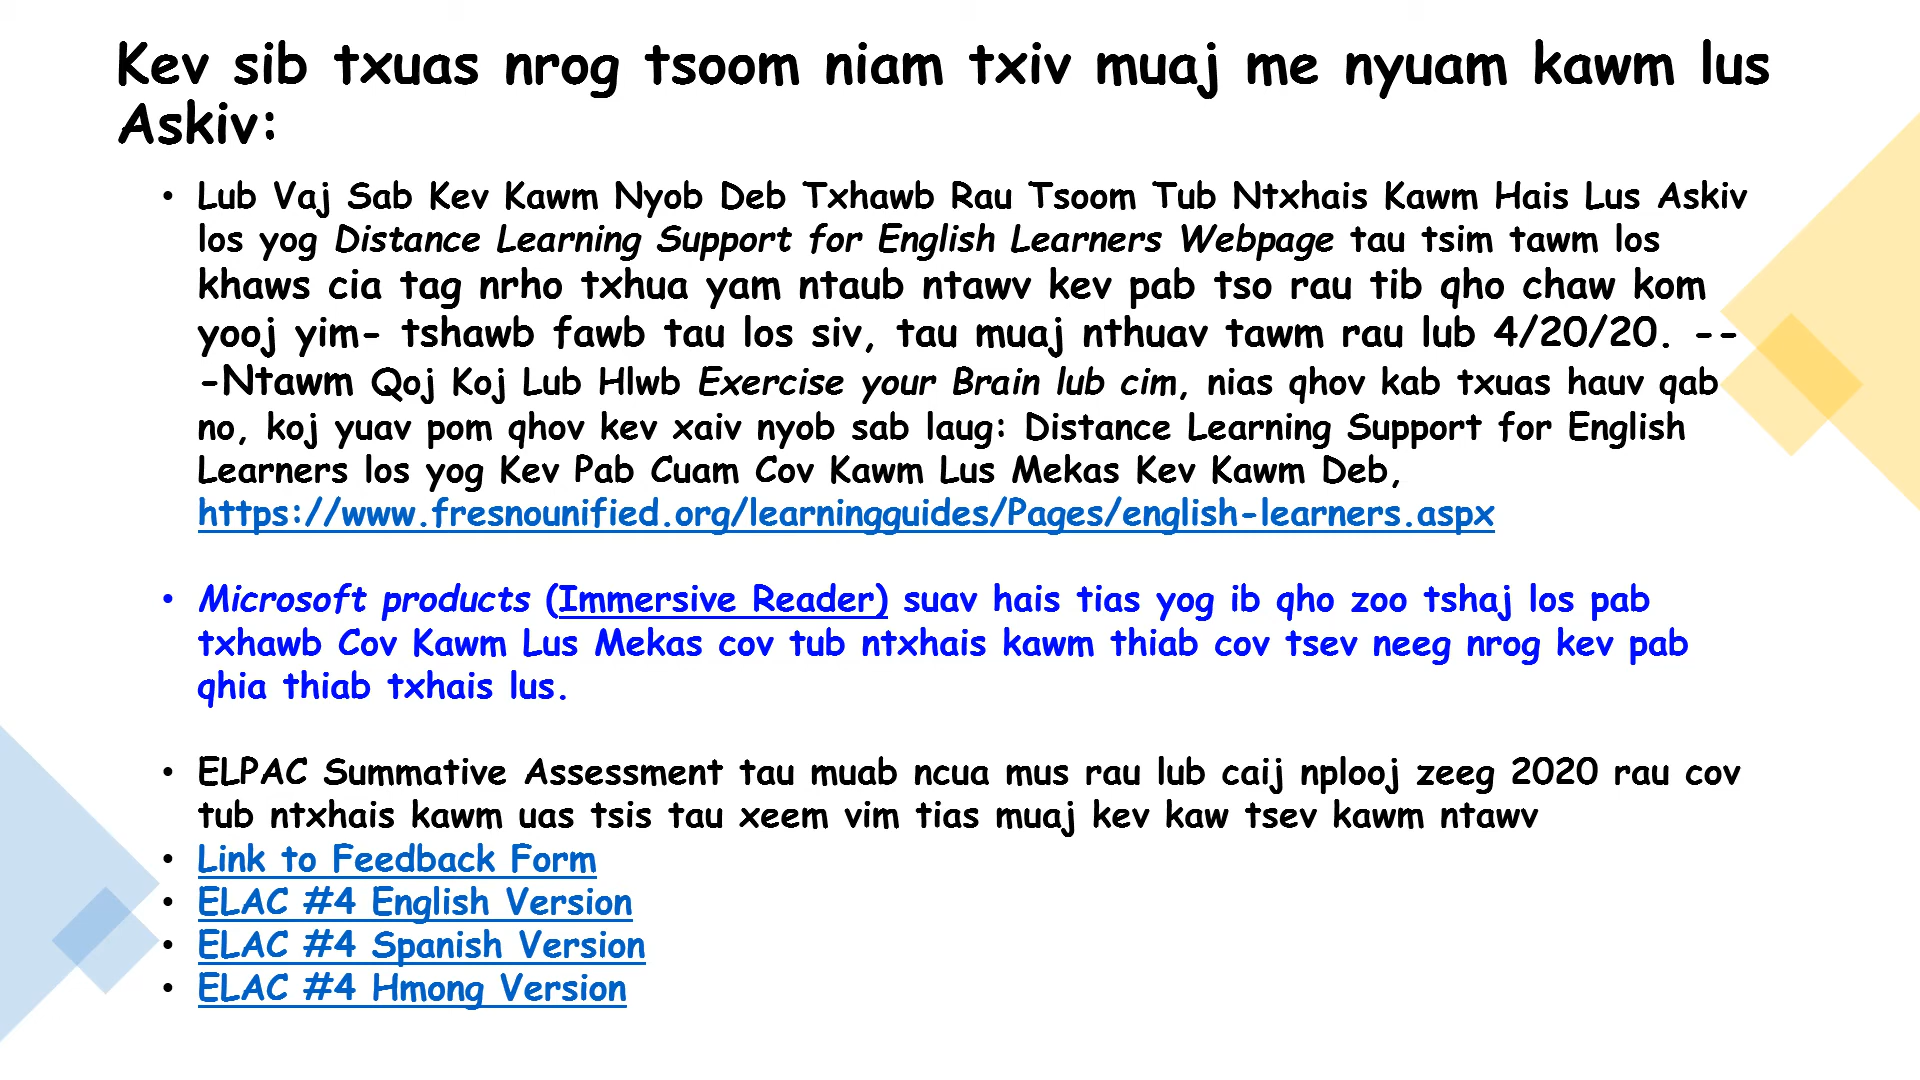 Kev sib txuas nrog tsoom niam txiv muaj me nyuam kawm lus
Askiv:
• Lub Vaj Sab Kev Kawm Nyob Deb Txhawb Rau Tsoom Tub Ntxhais Kawm Hais Lus Askiv
los yog Distance Learning Support for English Learners Webpage tau tsim tawm los
khaws cia tag nrho txhua yam ntaub ntawv kev pab tso rau tib qho chaw kom
yooj yim- tshawb fawb tau los siv, tau muaj nthuav tawm rau lub 4/20/20. --
-Ntawm Qoj Koj Lub Hlwb Exercise your Brain lub cim, nias qhov kab txuas hauv qab
no, koj yuav pom qhov kev xaiv nyob sab laug: Distance Learning Support for English
Learners los yog Kev Pab Cuam Cov Kawm Lus Mekas Kev Kawm Deb,
https://www.fresnounified.org/learningguides/Pages/english-learners.aspx
• Microsoft products (Immersive Reader) suav hais tias yog ib qho zoo tshaj los pab
txhawb Cov Kawm Lus Mekas cov tub ntxhais kawm thiab cov tsev neeg nrog kev pab
qhia thiab txhais lus.
• ELPAC Summative Assessment tau muab ncua mus rau lub caij nplooj zeeg 2020 rau cov
tub ntxhais kawm uas tsis tau xeem vim tias muaj kev kaw tsev kawm ntawv
• Link to Feedback Form
• ELAC #4 English Version
• ELAC #4 Spanish Version
• ELAC #4 Hmong Version